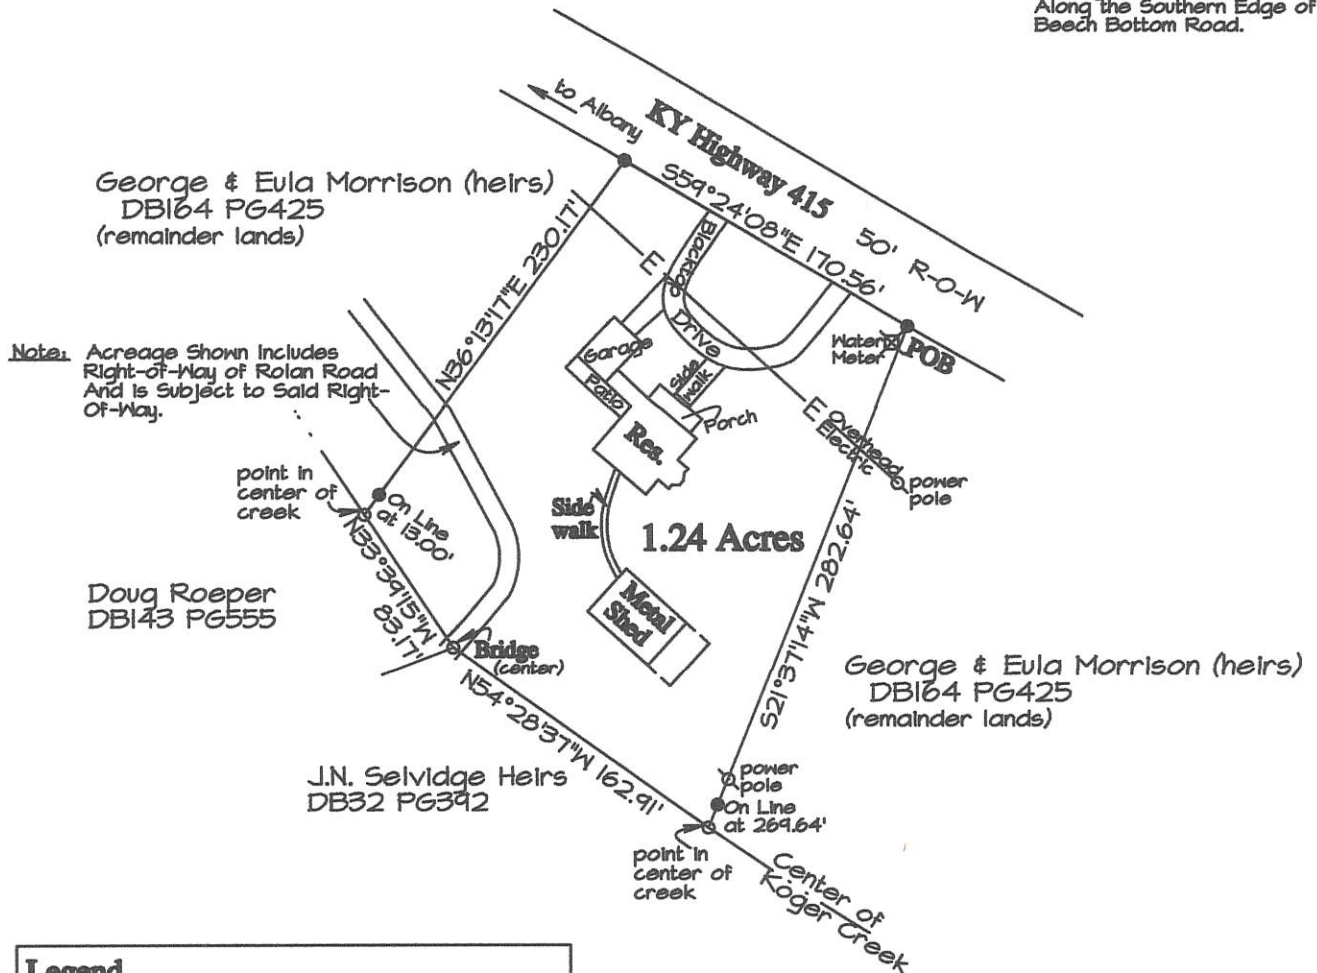 Along the Southern Edge of
Beech Bottom Road.
to Albany
KY Highway 415
S59°24'08"E 170.56'
50' R-O-W
George & Eula Morrison (heirs)
DB164 PG425
(remainder lands)
N36°13'17"E 230.17'
E
Blacktop
Drive
Garage
Patio
Side
walk
Porch
Res.
Water
Meter
POB
E
Overhead
Electric
power
pole
Note: Acreage Shown Includes
Right-of-Way of Rolan Road
And is Subject to Said Right-
Of-Way.
point in
center of
creek
On Line
at 13.00'
Side
walk
1.24 Acres
Metal
Shed
S21°37'14"W 282.64'
N33°39'15"W
83.17'
Doug Roeper
DB143 PG555
Bridge
(center)
N54°28'37"W 162.91'
George & Eula Morrison (heirs)
DB164 PG425
(remainder lands)
J.N. Selvidge Heirs
DB32 PG392
power
pole
On Line
at 269.64'
point in
center of
creek
Center of
Koger Creek
Legend